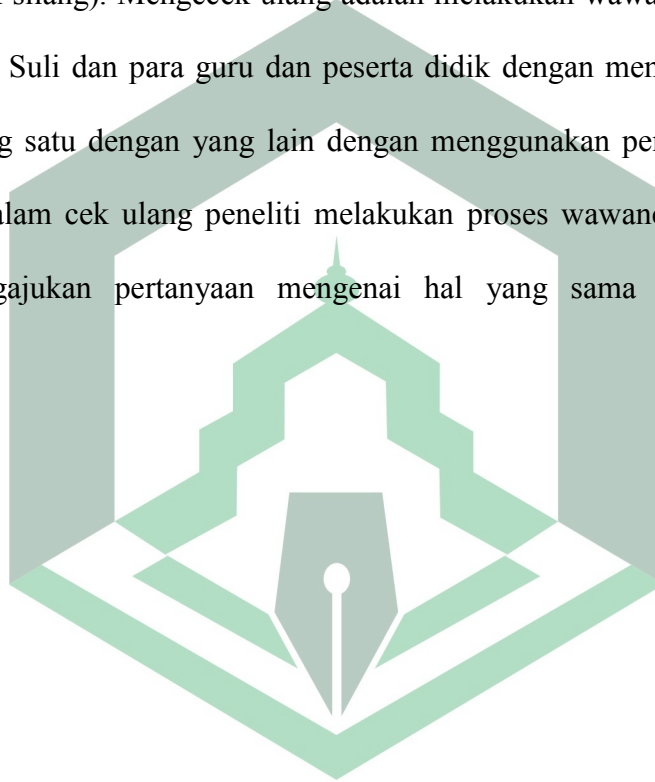 silang). Mengecek ulang adalah melakukan
Suli dan para guru dan peserta didik dengan
satu dengan yang lain dengan menggunakan
cek ulang peneliti melakukan proses
pertanyaan mengenai hal yang sama